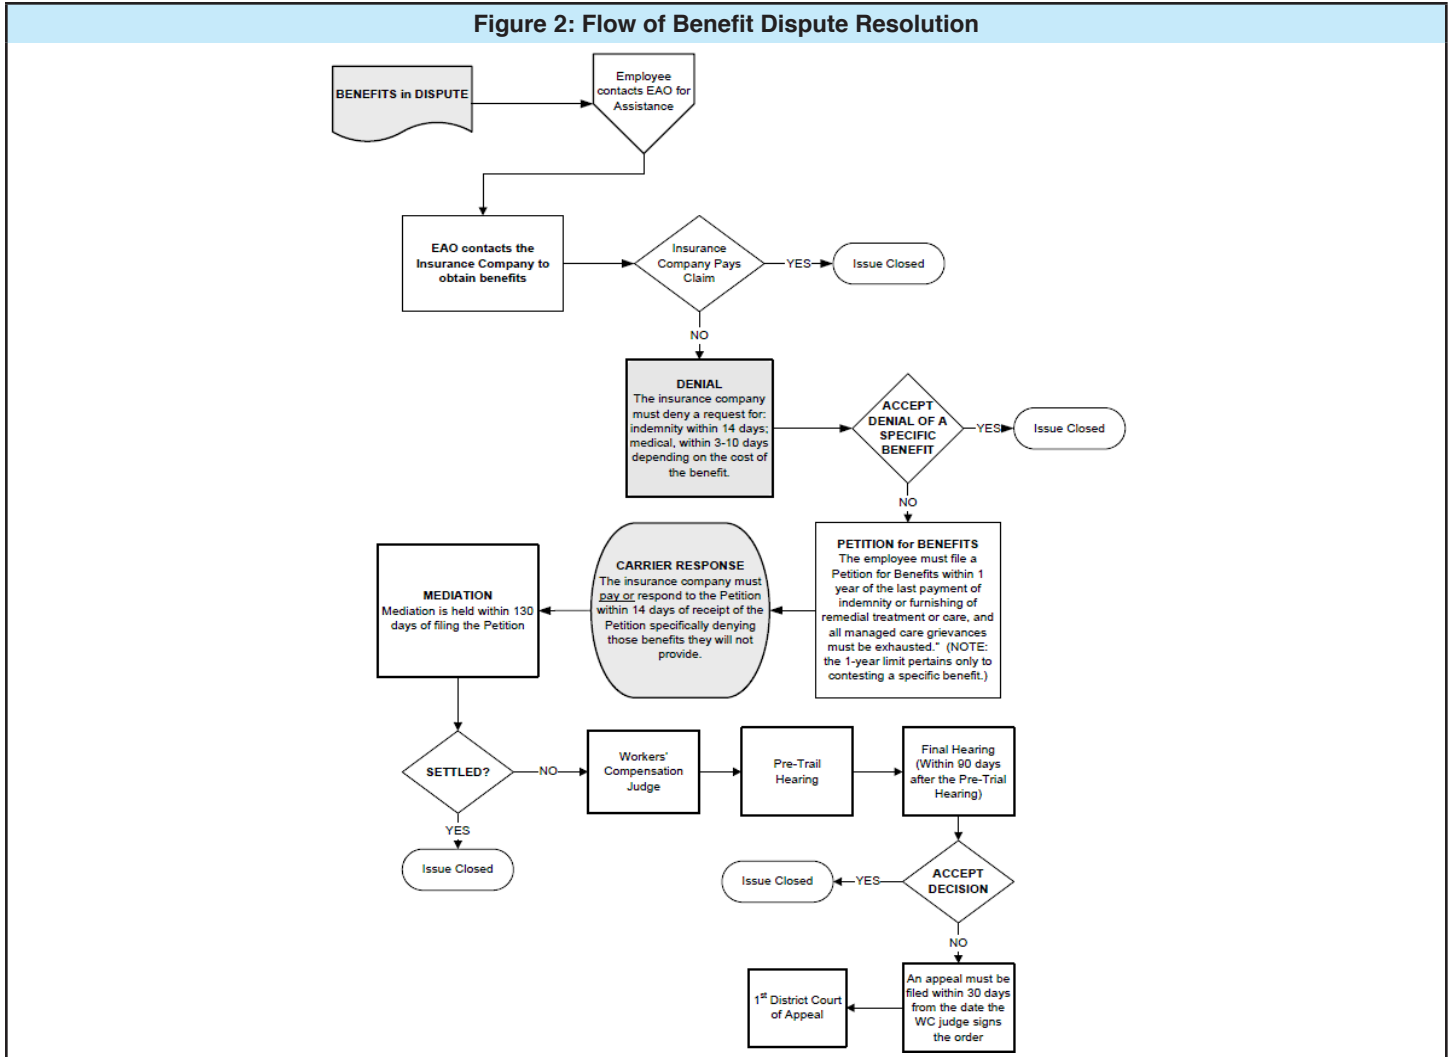 Figure 2: Flow of Benefit Dispute Resolution
BENEFITS in DISPUTE
Employee
contacts EAO for
Assistance
EAO contacts the
Insurance Company to
obtain benefits
Insurance
Company Pays
Claim
YES
Issue Closed
NO
DENIAL
The insurance company
must deny a request for:
indemnity within 14 days;
medical, within 3-10 days
depending on the cost of
the benefit.
ACCEPT
DENIAL OF A
SPECIFIC
BENEFIT
YES
Issue Closed
NO
PETITION for BENEFITS
The employee must file a
Petition for Benefits within 1
year of the last payment of
indemnity or furnishing of
remedial treatment or care, and
all managed care grievances
must be exhausted." (NOTE:
the 1-year limit pertains only to
contesting a specific benefit.)
CARRIER RESPONSE
The insurance company must
pay or respond to the Petition
within 14 days of receipt of the
Petition specifically denying
those benefits they will not
provide.
MEDIATION
Mediation is held within 130
days of filing the Petition
SETTLED?
YES
Issue Closed
NO
Workers'
Compensation
Judge
Pre-Trail
Hearing
Final Hearing
(Within 90 days
after the Pre-Trial
Hearing)
ACCEPT
DECISION
YES
Issue Closed
NO
An appeal must be
filed within 30 days
from the date the
WC judge signs
the order
1st District Court
of Appeal